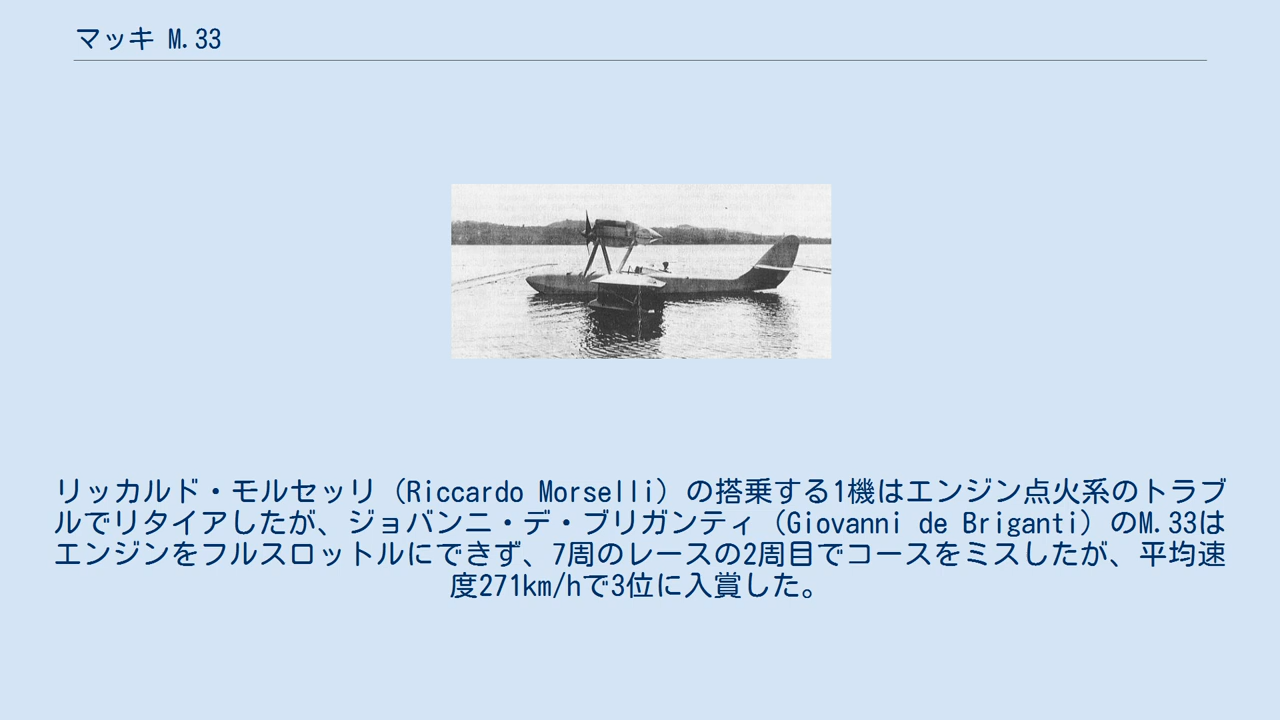 マッキ M.33
リッカルド・モルセッリ（Riccardo Morselli）の搭乗する1機はエンジン点火系のトラブ
ルでリタイアしたが、ジョバンニ・デ・ブリガンティ（Giovanni de Briganti）のM.33は
エンジンをフルスロットルにできず、7周のレースの2周目でコースをミスしたが、平均速
度271km/hで3位に入賞した。